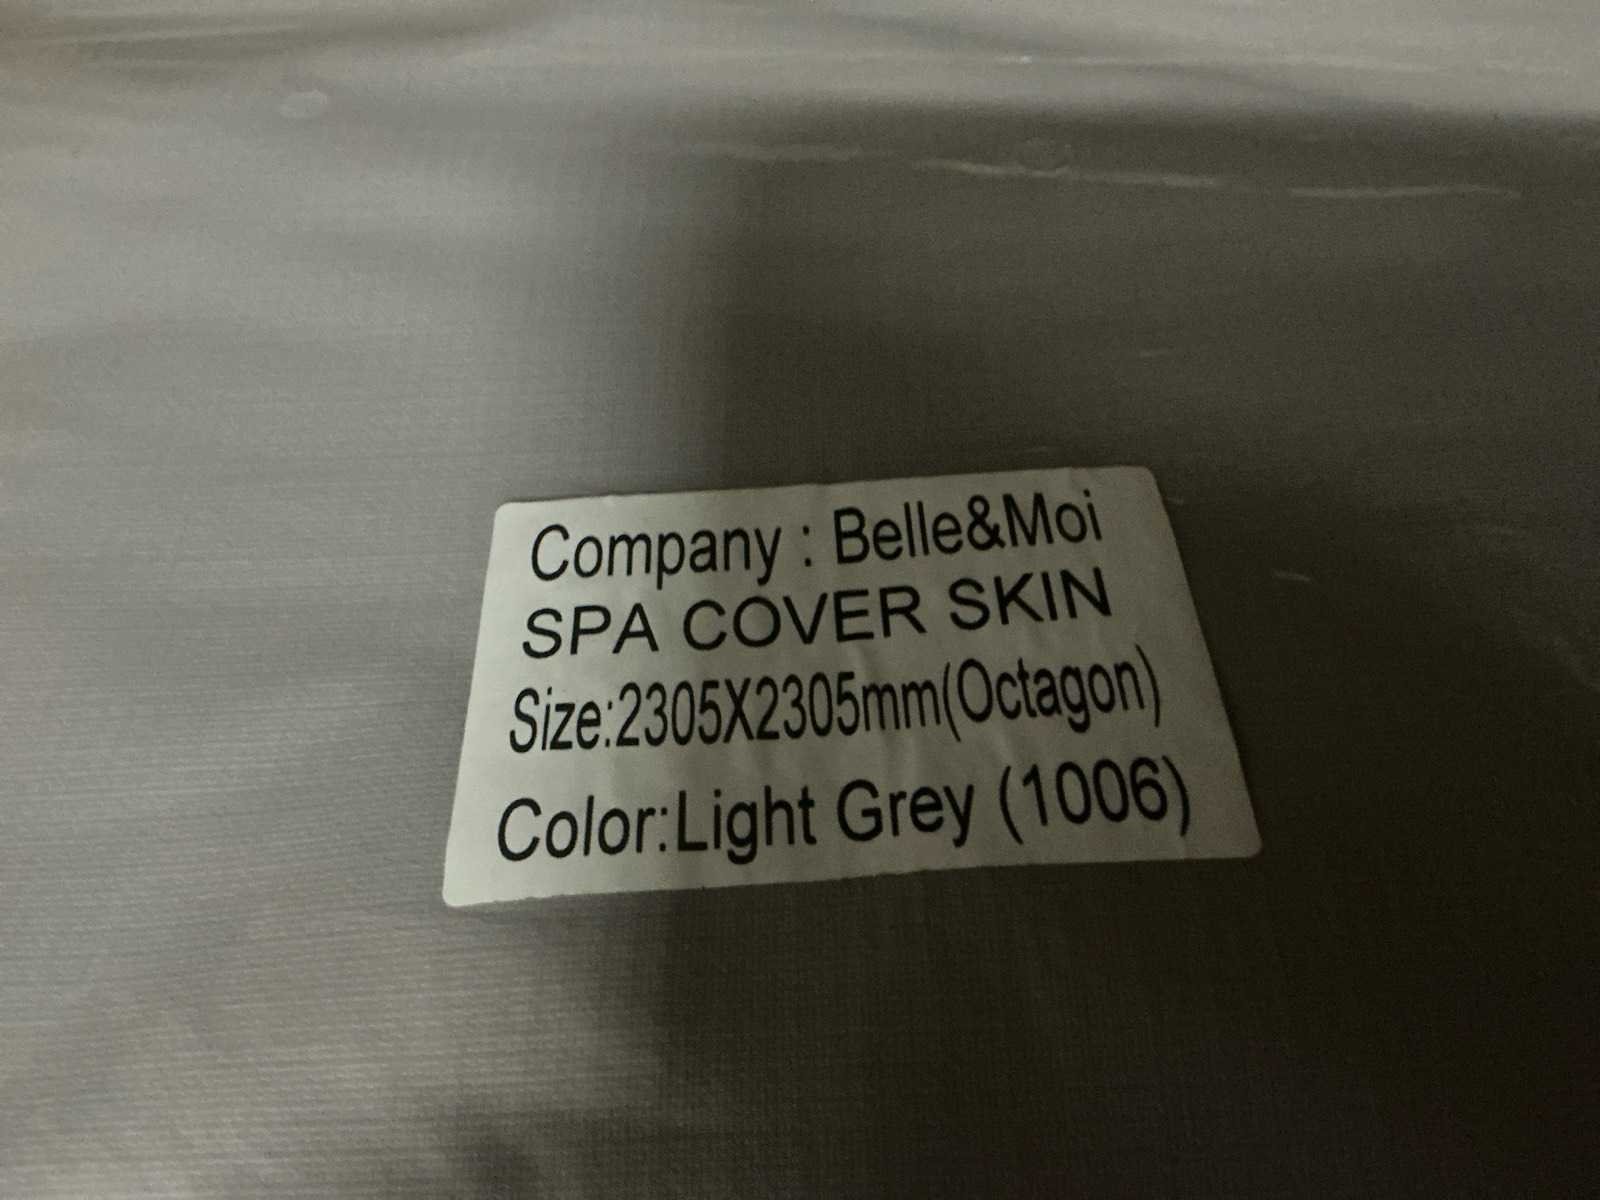 Company : Belle&Moi
SPA COVER SKIN
Size:2305X2305mm(Octagon)
Color:Light Grey (1006)